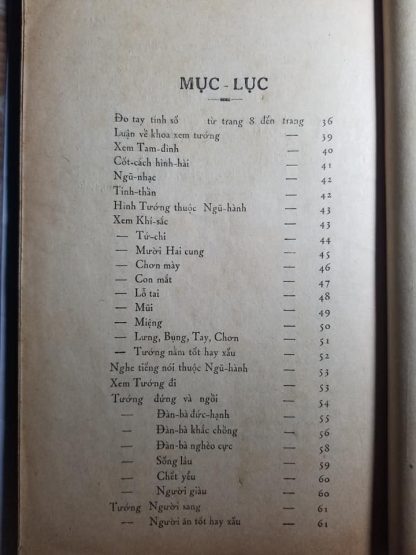 MỤC - LỤC
Đo tay tính số từ trang 8 đến trang 36
Luận về khoa xem tướng — 39
Xem Tam-đình — 40
Cốt-cách hình-hài — 41
Ngũ-nhạc — 42
Tinh-thần — 42
Hình Tướng thuộc Ngũ-hành — 43
Xem Khí-sắc — 43
— Tứ-chi — 44
— Mười Hai cung — 45
— Chơn mày — 46
— Con mắt — 47
— Lỗ tai — 48
— Mũi — 49
— Miệng — 50
— Lưng, Bụng, Tay, Chơn — 51
— Tướng nằm tốt hay xấu — 52
Nghe tiếng nói thuộc Ngũ-hành — 53
Xem Tướng đi — 53
Tướng đứng và ngồi — 54
— Đàn-bà đức-hạnh — 55
— Đàn-bà khắc chồng — 56
— Đàn-bà nghèo cực — 58
— Sống lâu — 59
— Chết yểu — 60
— Người giàu — 60
Tướng Người sang — 61
— Người ăn tốt hay xấu — 61